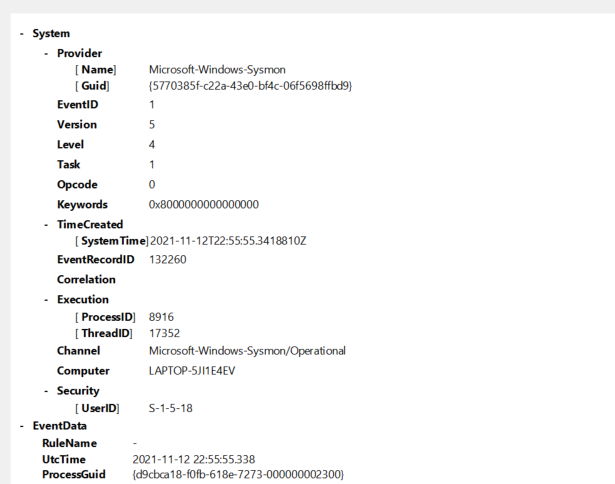 - System
- Provider
[ Name] Microsoft-Windows-Sysmon
[ Guid] {5770385f-c22a-43e0-bf4c-06f5698ffbd9}
EventID 1
Version 5
Level 4
Task 1
Opcode 0
Keywords 0x8000000000000000
- TimeCreated
[ SystemTime] 2021-11-12T22:55:55.3418810Z
EventRecordID 132260
Correlation
- Execution
[ ProcessID] 8916
[ ThreadID] 17352
Channel Microsoft-Windows-Sysmon/Operational
Computer LAPTOP-5JI1E4EV
- Security
[ UserID] S-1-5-18
- EventData
RuleName -
UtcTime 2021-11-12 22:55:55.338
ProcessGuid {d9cbca18-f0fb-618e-7273-000000002300}